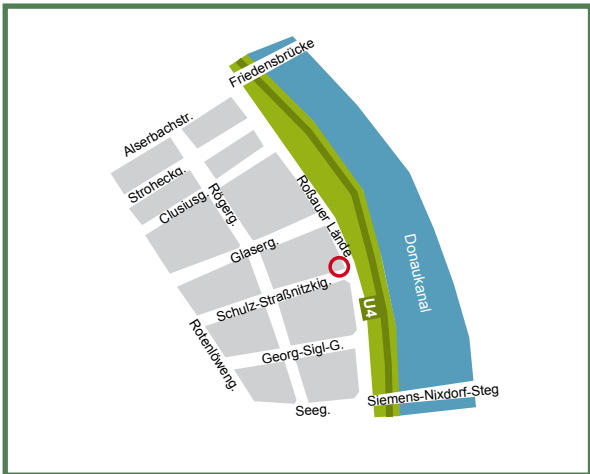 Friedensbrücke
Alserbachstr.
Stroheckg.
Clusiusg.
Rögerg.
Roßauer Lände
Glaserg.
Donaukanal
Schulz-Straßnitzkig.
U4
Rotenlöweng.
Georg-Sigl-G.
Siemens-Nixdorf-Steg
Seeg.